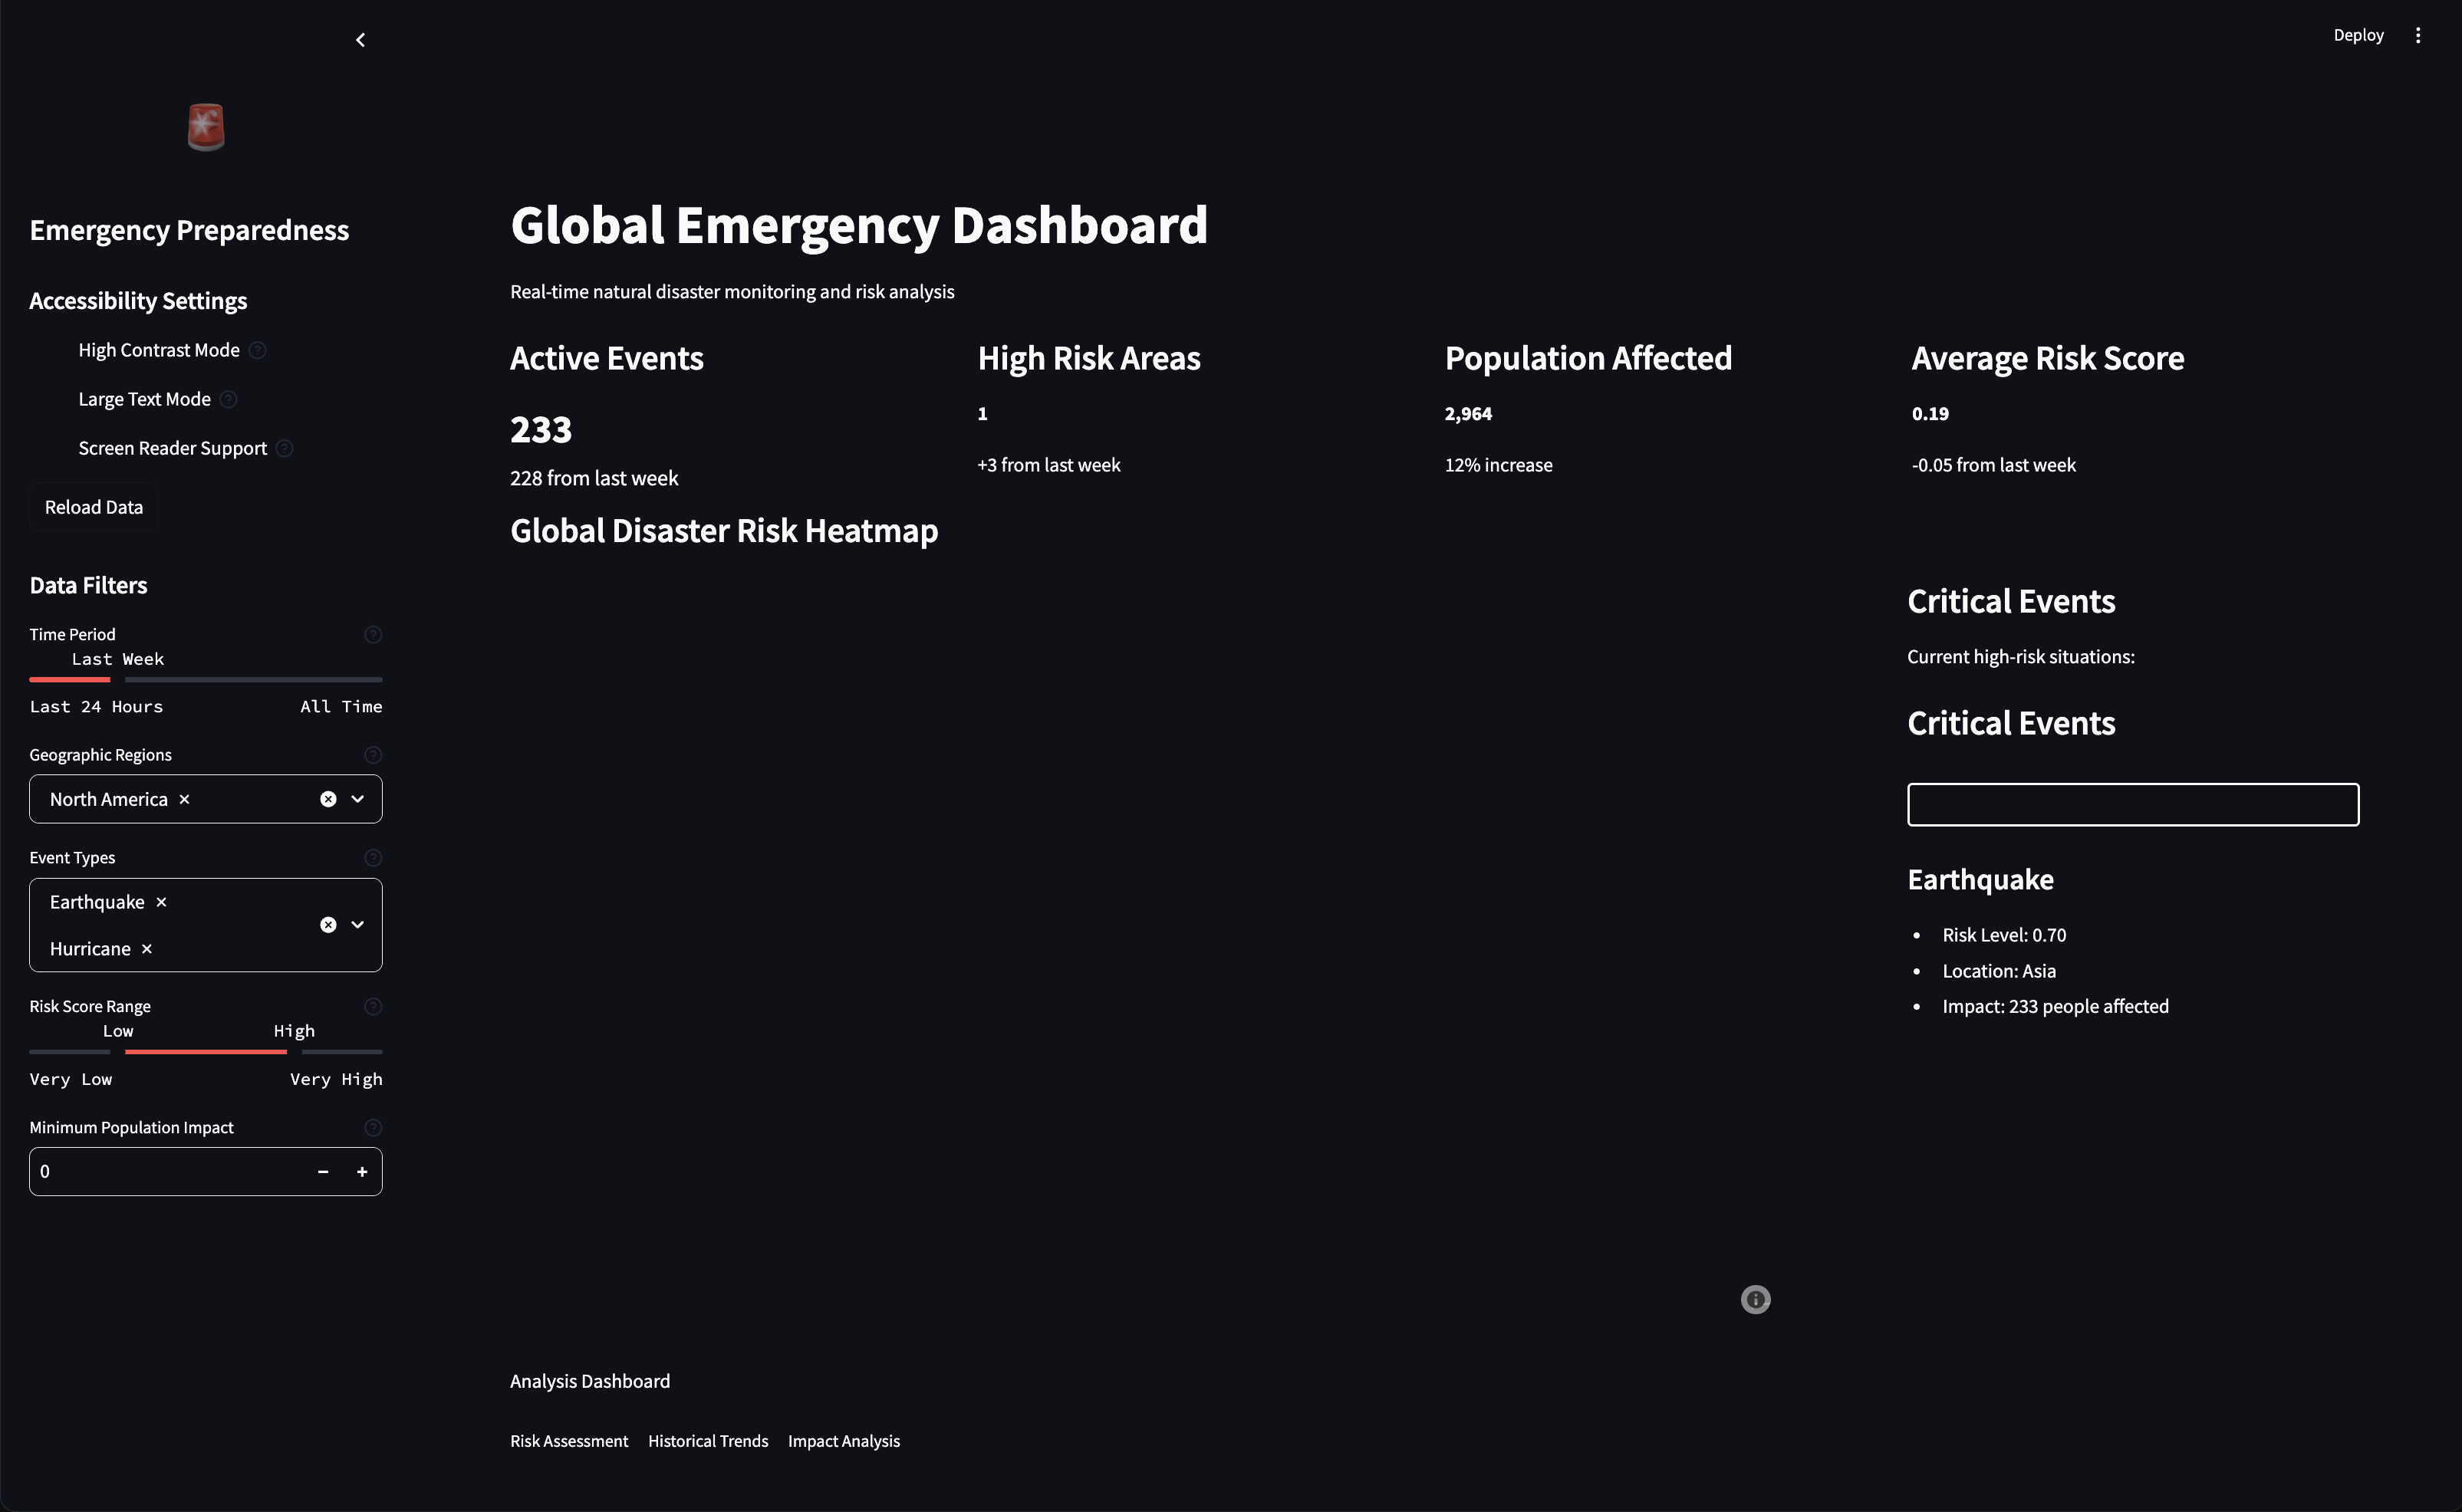 Deploy
Emergency Preparedness
Accessibility Settings
High Contrast Mode
Large Text Mode
Screen Reader Support
Reload Data
Data Filters
Time Period
Last Week
Last 24 Hours All Time
Geographic Regions
North America
Event Types
Earthquake
Hurricane
Risk Score Range
Low High
Very Low Very High
Minimum Population Impact
0
Global Emergency Dashboard
Real-time natural disaster monitoring and risk analysis
Active Events
233
228 from last week
High Risk Areas
1
+3 from last week
Population Affected
2,964
12% increase
Average Risk Score
0.19
-0.05 from last week
Global Disaster Risk Heatmap
Critical Events
Current high-risk situations:
Critical Events
Earthquake
• Risk Level: 0.70
• Location: Asia
• Impact: 233 people affected
Analysis Dashboard
Risk Assessment Historical Trends Impact Analysis